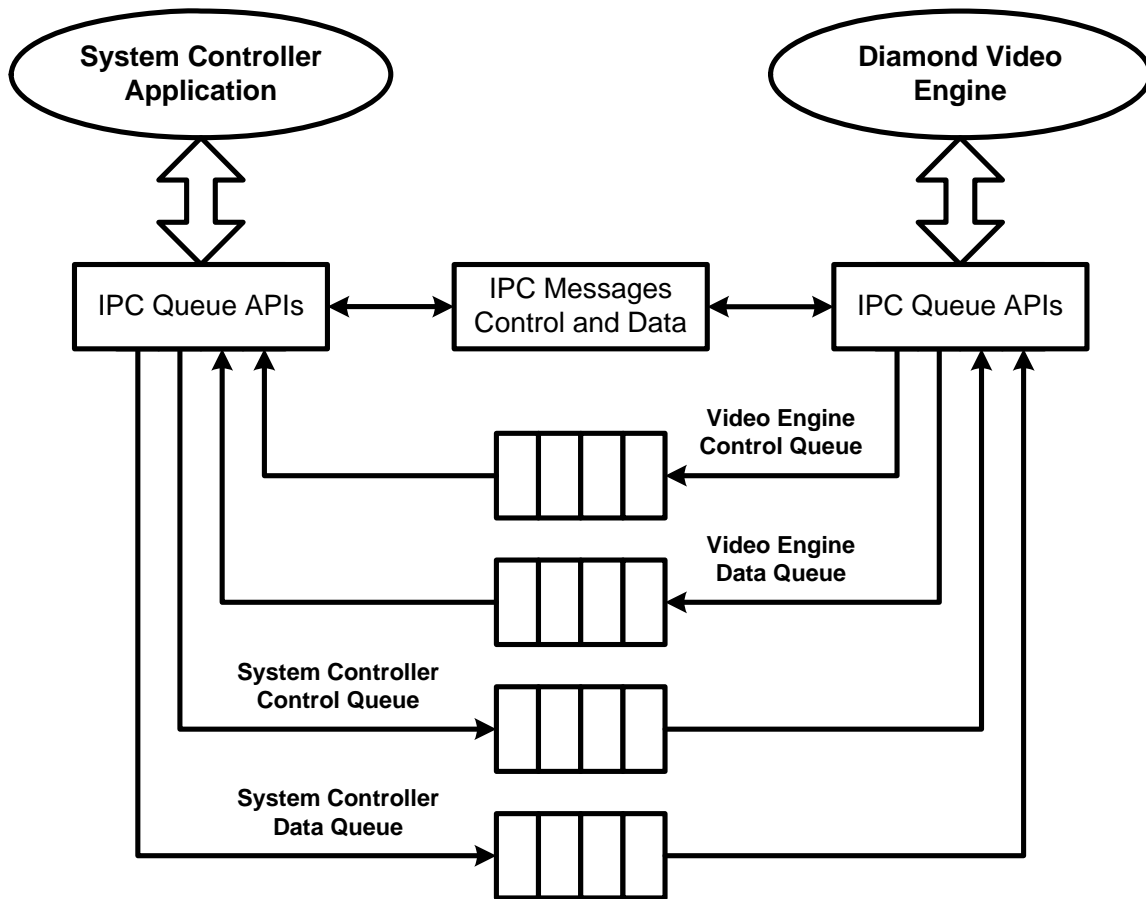 System Controller
Application
Diamond Video
Engine
IPC Queue APIs
IPC Messages
Control and Data
IPC Queue APIs
Video Engine
Control Queue
Video Engine
Data Queue
System Controller
Control Queue
System Controller
Data Queue